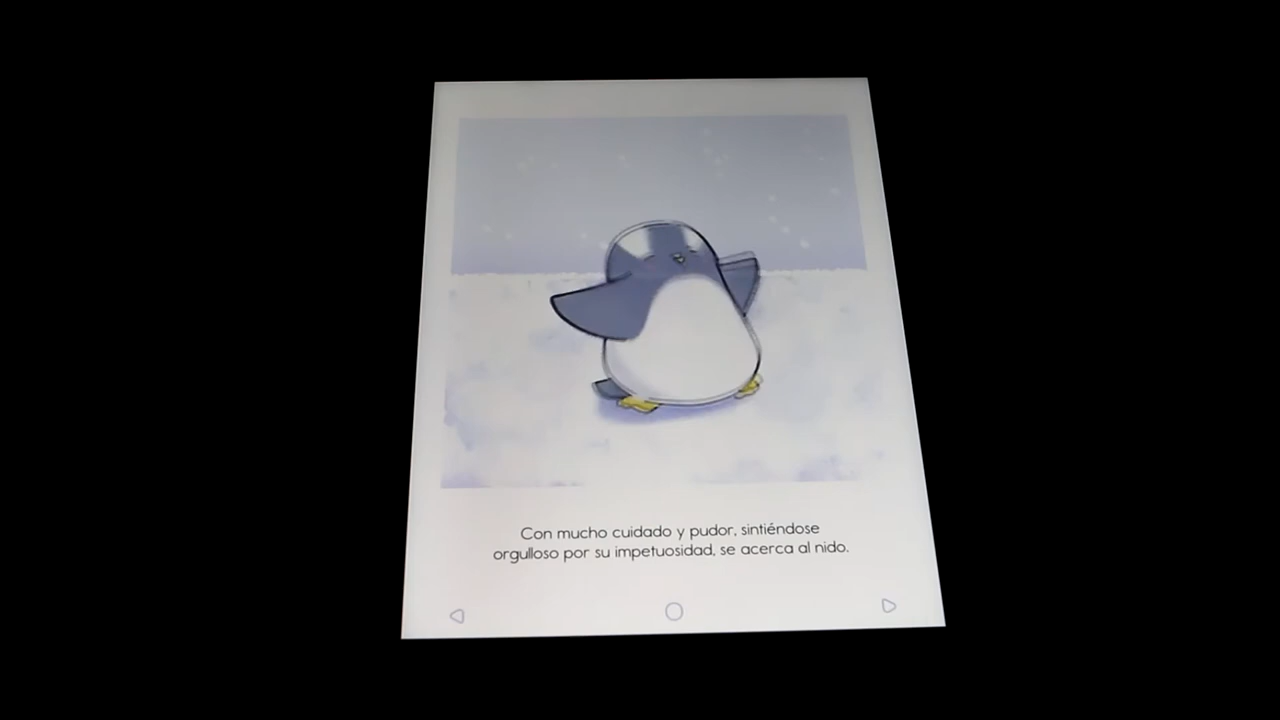 Con mucho cuidado y pudor, sintiéndose
orgulloso por su impetuosidad, se acerca al nido.